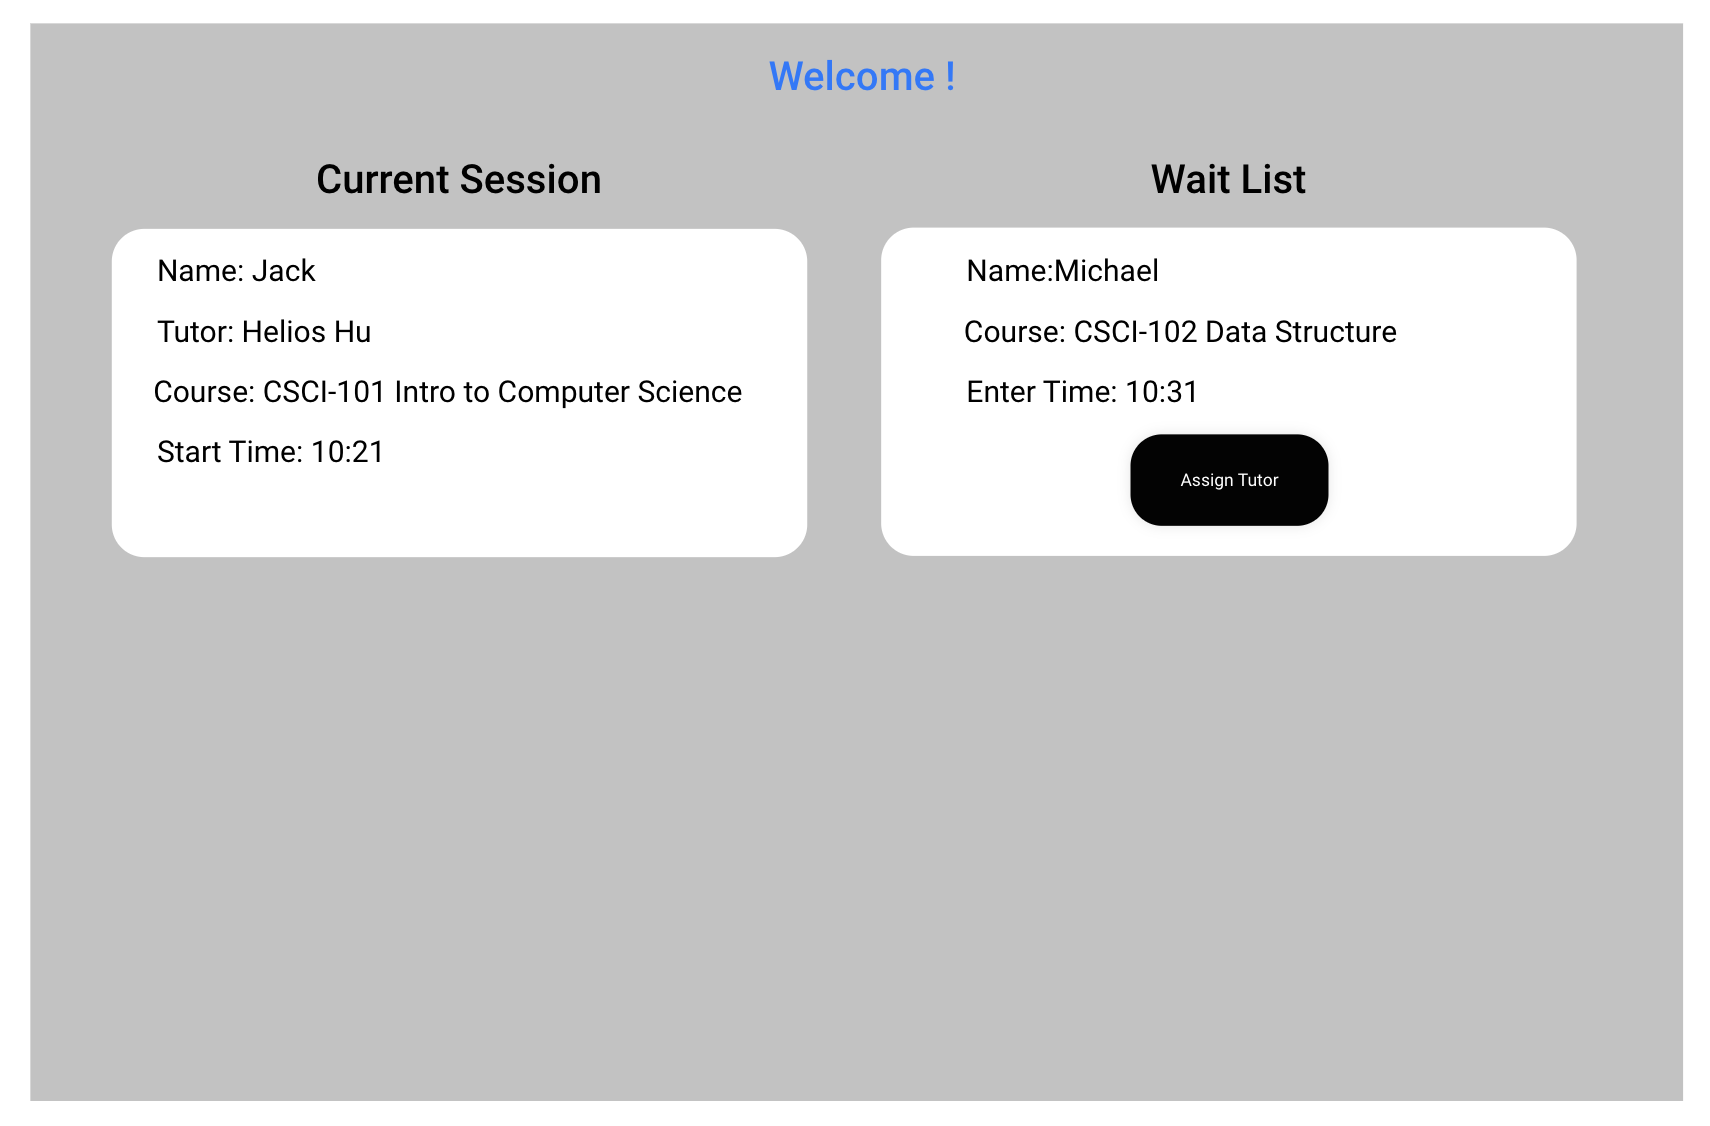 Welcome !
Current Session
Name: Jack
Tutor: Helios Hu
Course: CSCI-101 Intro to Computer Science
Start Time: 10:21
Wait List
Name:Michael
Course: CSCI-102 Data Structure
Enter Time: 10:31
Assign Tutor